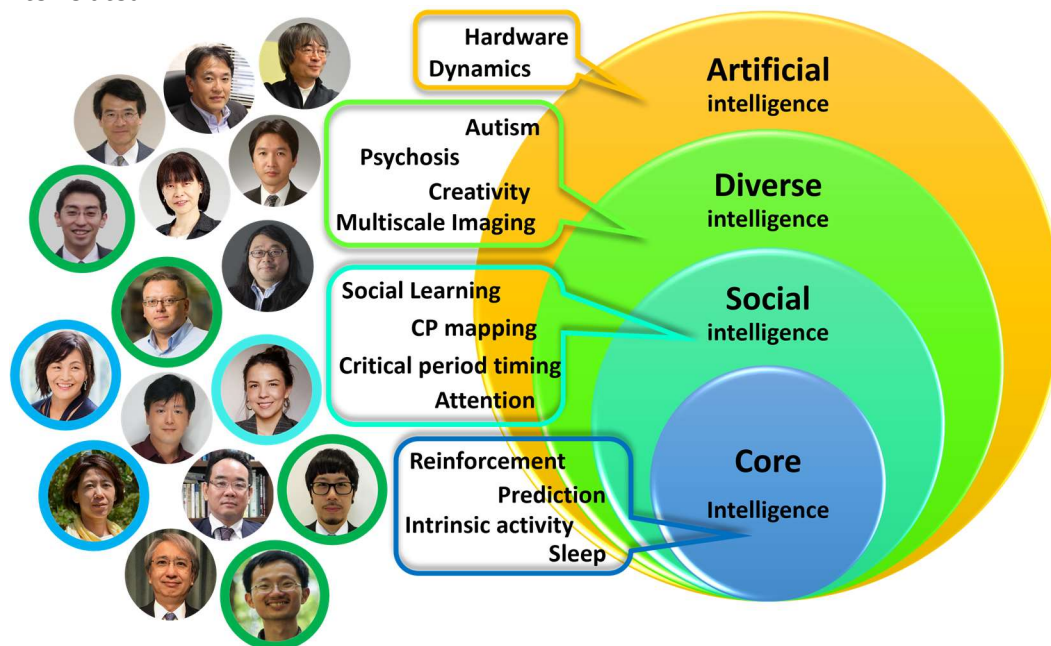 Hardware
Dynamics
Artificial
intelligence
Autism
Psychosis
Creativity
Multiscale Imaging
Diverse
intelligence
Social Learning
CP mapping
Critical period timing
Attention
Social
intelligence
Reinforcement
Prediction
Intrinsic activity
Sleep
Core
Intelligence